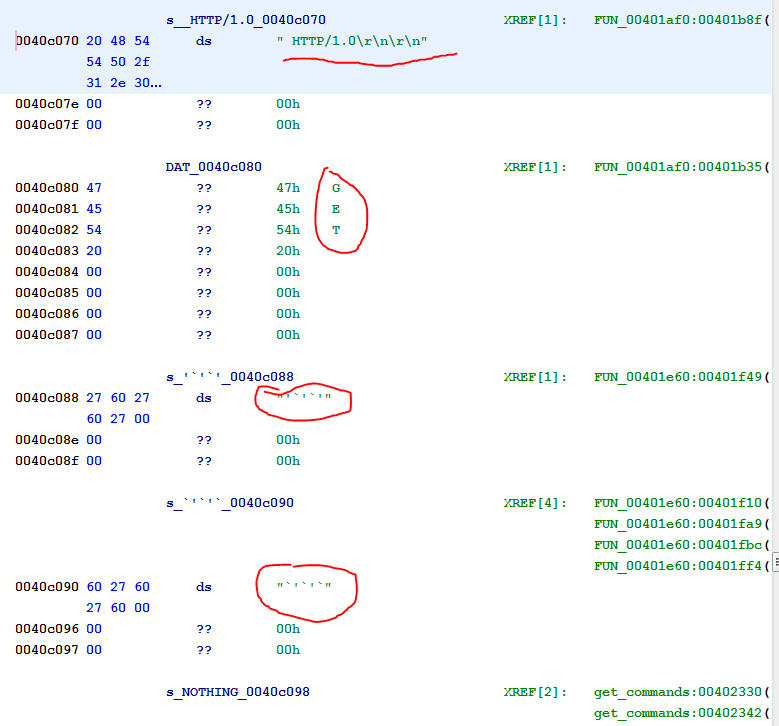 s__HTTP/1.0_0040c070 XREF[1]: FUN_00401af0:00401b8f(
0040c070 20 48 54 ds " HTTP/1.0\r\n\r\n"
54 50 2f
31 2e 30...
0040c07e 00 ?? 00h
0040c07f 00 ?? 00h
DAT_0040c080 XREF[1]: FUN_00401af0:00401b35(
0040c080 47 ?? 47h G
0040c081 45 ?? 45h E
0040c082 54 ?? 54h T
0040c083 20 ?? 20h
0040c084 00 ?? 00h
0040c085 00 ?? 00h
0040c086 00 ?? 00h
0040c087 00 ?? 00h
s_'`'`'_0040c088 XREF[1]: FUN_00401e60:00401f49(
0040c088 27 60 27 ds "'`'`'"
60 27 00
0040c08e 00 ?? 00h
0040c08f 00 ?? 00h
s_`'`'`_0040c090 XREF[4]: FUN_00401e60:00401f10(
FUN_00401e60:00401fa9(
FUN_00401e60:00401fbc(
FUN_00401e60:00401ff4(
0040c090 60 27 60 ds "`'`'`"
27 60 00
0040c096 00 ?? 00h
0040c097 00 ?? 00h
s_NOTHING_0040c098 XREF[2]: get_commands:00402330(
get_commands:00402342(